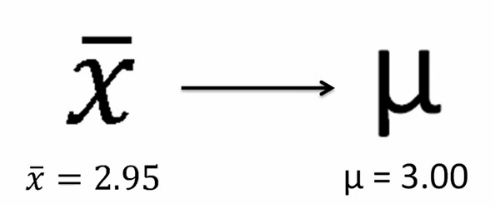 x̄ → μ
x̄ = 2.95 μ = 3.00